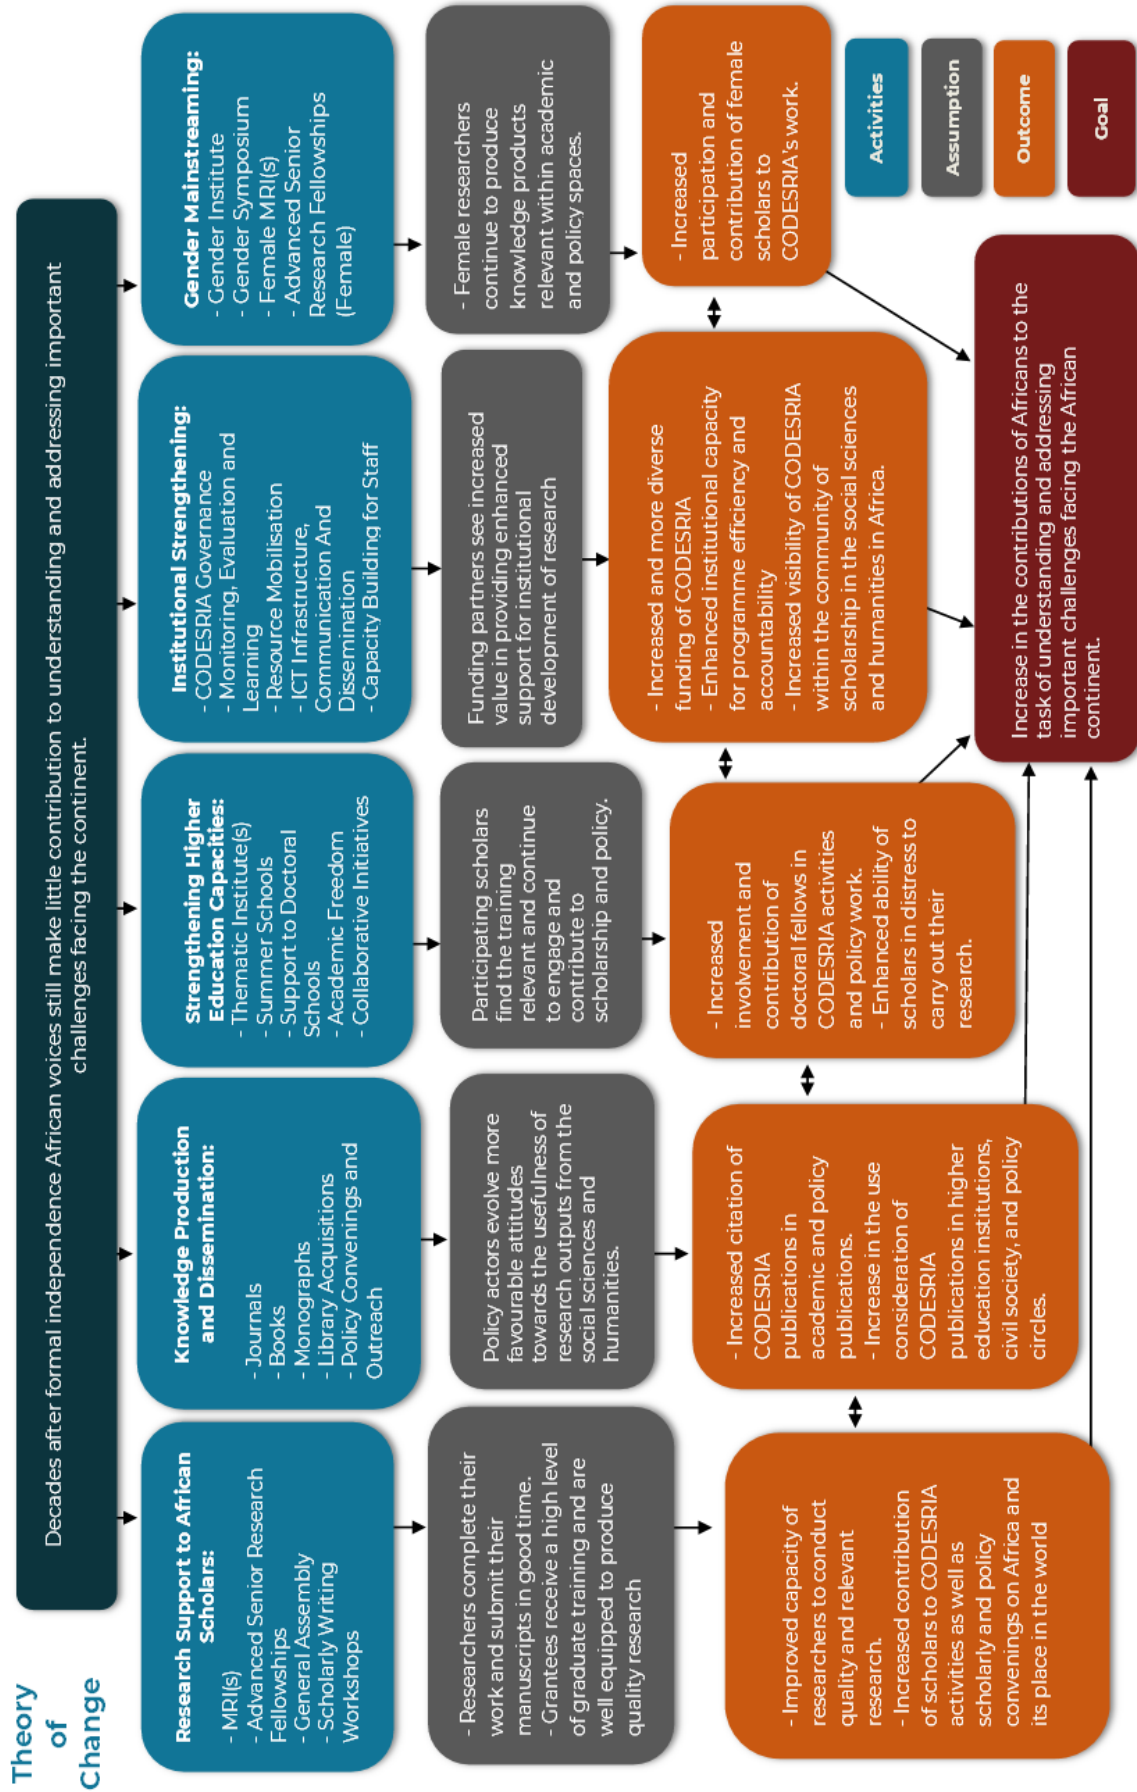 Theory
of
Change
Decades after formal independence African voices still make little contribution to understanding and addressing important
challenges facing the continent.
Research Support to African
Scholars:
- MRI(s)
- Advanced Senior Research
Fellowships
- General Assembly
- Scholarly Writing
Workshops
Knowledge Production
and Dissemination:
- Journals
- Books
- Monographs
- Library Acquisitions
- Policy Convenings and
Outreach
Strengthening Higher
Education Capacities:
- Thematic Institute(s)
- Summer Schools
- Support to Doctoral
Schools
- Academic Freedom
- Collaborative Initiatives
Institutional Strengthening:
- CODESRIA Governance
- Monitoring, Evaluation and
Learning
- Resource Mobilisation
- ICT Infrastructure,
Communication And
Dissemination
- Capacity Building for Staff
Gender Mainstreaming:
- Gender Institute
- Gender Symposium
- Female MRI(s)
- Advanced Senior
Research Fellowships
(Female)
- Researchers complete their
work and submit their
manuscripts in good time.
- Grantees receive a high level
of graduate training and are
well equipped to produce
quality research
Policy actors evolve more
favourable attitudes
towards the usefulness of
research outputs from the
social sciences and
humanities.
Participating scholars
find the training
relevant and continue
to engage and
contribute to
scholarship and policy.
Funding partners see increased
value in providing enhanced
support for institutional
development of research
- Female researchers
continue to produce
knowledge products
relevant within academic
and policy spaces.
- Improved capacity of
researchers to conduct
quality and relevant
research.
- Increased contribution
of scholars to CODESRIA
activities as well as
scholarly and policy
convenings on Africa and
its place in the world
- Increased citation of
CODESRIA
publications in
academic and policy
publications.
- Increase in the use
consideration of
CODESRIA
publications in higher
education institutions,
civil society, and policy
circles.
- Increased
involvement and
contribution of
doctoral fellows in
CODESRIA activities
and policy work.
- Enhanced ability of
scholars in distress to
carry out their
research.
- Increased and more diverse
funding of CODESRIA
- Enhanced institutional capacity
for programme efficiency and
accountability
- Increased visibility of CODESRIA
within the community of
scholarship in the social sciences
and humanities in Africa.
- Increased
participation and
contribution of female
scholars to
CODESRIA's work.
Increase in the contributions of Africans to the
task of understanding and addressing
important challenges facing the African
continent.
Activities
Assumption
Outcome
Goal